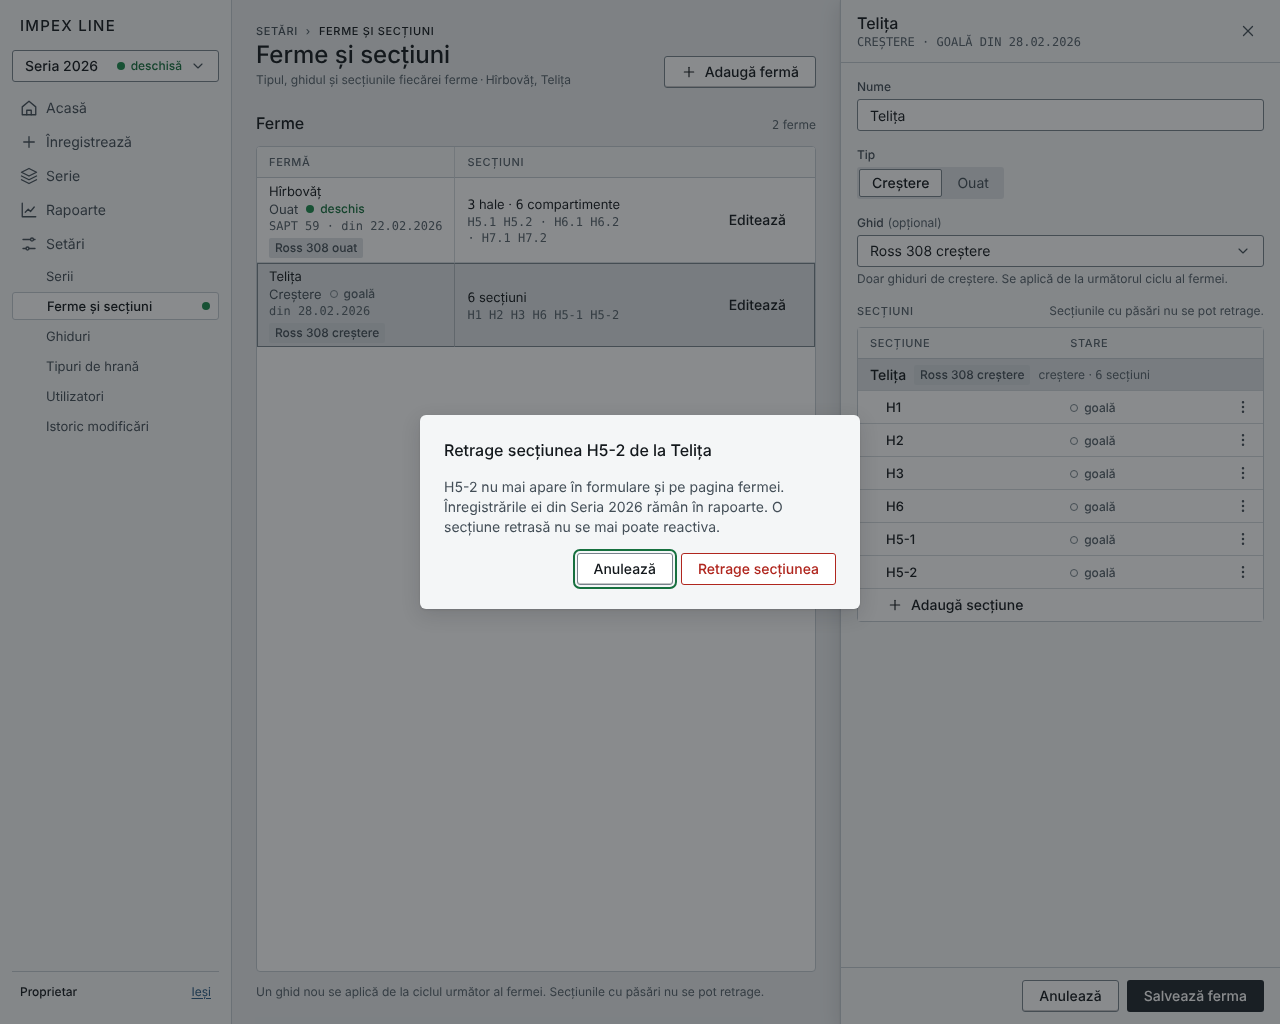 IMPEX LINE
Seria 2026 deschisă
Acasă
Înregistrează
Serie
Rapoarte
Setări
Serii
Ferme și secțiuni
Ghiduri
Tipuri de hrană
Utilizatori
Istoric modificări
Proprietar Ieși
SETĂRI › FERME ȘI SECȚIUNI
Ferme și secțiuni
Tipul, ghidul și secțiunile fiecărei ferme · Hîrbovăț, Telița
Adaugă fermă
Ferme 2 ferme
FERMĂ SECȚIUNI
Hîrbovăț
Ouat deschis
SAPT 59 · din 22.02.2026
Ross 308 ouat
3 hale · 6 compartimente
H5.1 H5.2 · H6.1 H6.2
· H7.1 H7.2
Editează
Telița
Creștere goală
din 28.02.2026
Ross 308 creștere
6 secțiuni
H1 H2 H3 H6 H5-1 H5-2
Editează
Un ghid nou se aplică de la ciclul următor al fermei. Secțiunile cu păsări nu se pot retrage.
Retrage secțiunea H5-2 de la Telița
H5-2 nu mai apare în formulare și pe pagina fermei.
Înregistrările ei din Seria 2026 rămân în rapoarte. O
secțiune retrasă nu se mai poate reactiva.
Anulează Retrage secțiunea
Telița
CREȘTERE · GOALĂ DIN 28.02.2026
Nume
Telița
Tip
Creștere Ouat
Ghid (opțional)
Ross 308 creștere
Doar ghiduri de creștere. Se aplică de la următorul ciclu al fermei.
SECȚIUNI Secțiunile cu păsări nu se pot retrage.
SECȚIUNE STARE
Telița Ross 308 creștere creștere · 6 secțiuni
H1 goală
H2 goală
H3 goală
H6 goală
H5-1 goală
H5-2 goală
Adaugă secțiune
Anulează Salvează ferma